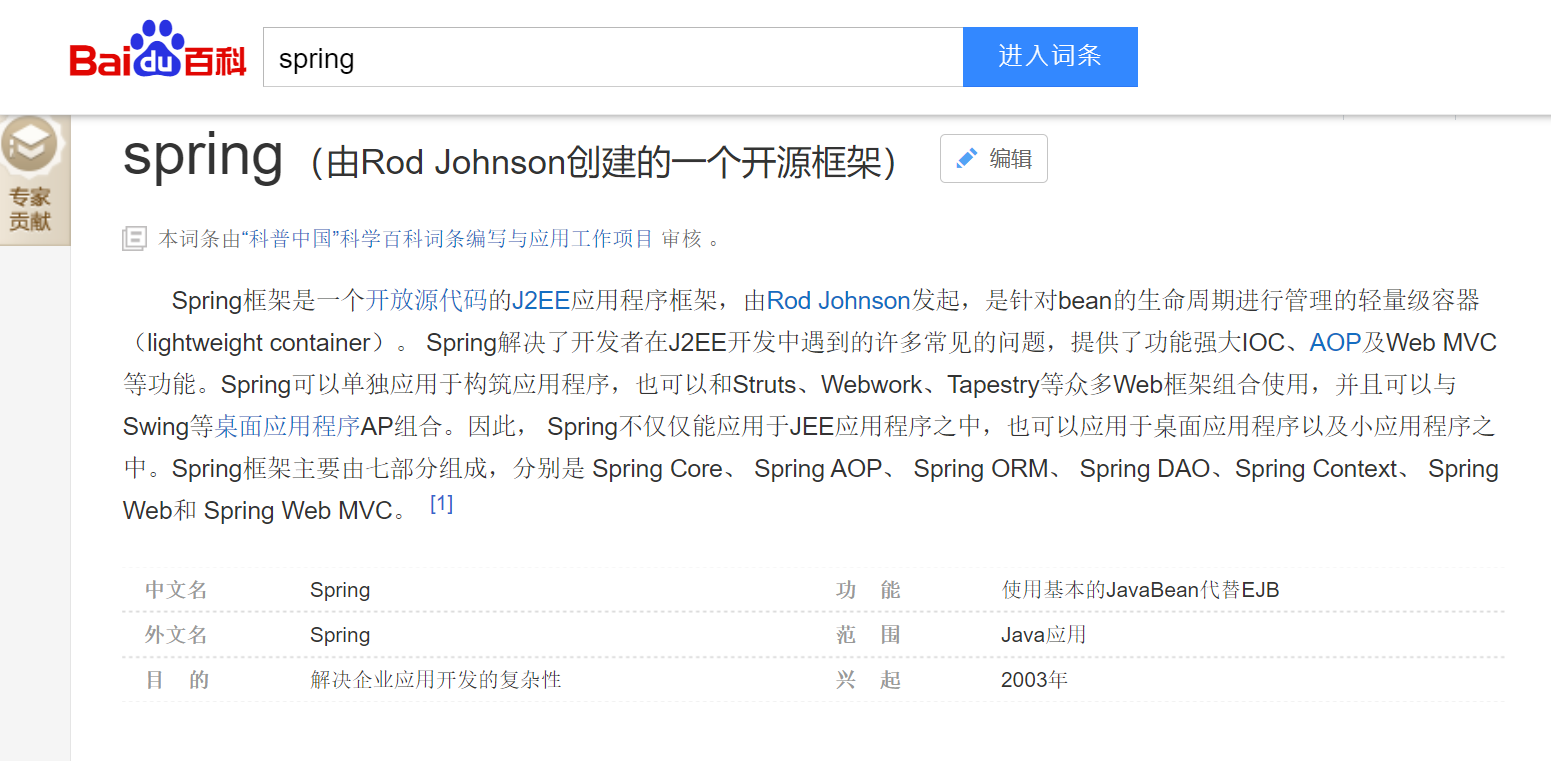 Baidu百科
spring
进入词条
专家
贡献
spring（由Rod Johnson创建的一个开源框架）
编辑
本词条由“科普中国”科学百科词条编写与应用工作项目 审核 。
Spring框架是一个开放源代码的J2EE应用程序框架，由Rod Johnson发起，是针对bean的生命周期进行管理的轻量级容器
（lightweight container）。 Spring解决了开发者在J2EE开发中遇到的许多常见的问题，提供了功能强大IOC、AOP及Web MVC
等功能。Spring可以单独应用于构筑应用程序，也可以和Struts、Webwork、Tapestry等众多Web框架组合使用，并且可以与
Swing等桌面应用程序AP组合。因此， Spring不仅仅能应用于JEE应用程序之中，也可以应用于桌面应用程序以及小应用程序之
中。Spring框架主要由七部分组成，分别是 Spring Core、 Spring AOP、 Spring ORM、 Spring DAO、Spring Context、 Spring
Web和 Spring Web MVC。 [1]
中文名 Spring 功 能 使用基本的JavaBean代替EJB
外文名 Spring 范 围 Java应用
目 的 解决企业应用开发的复杂性 兴 起 2003年